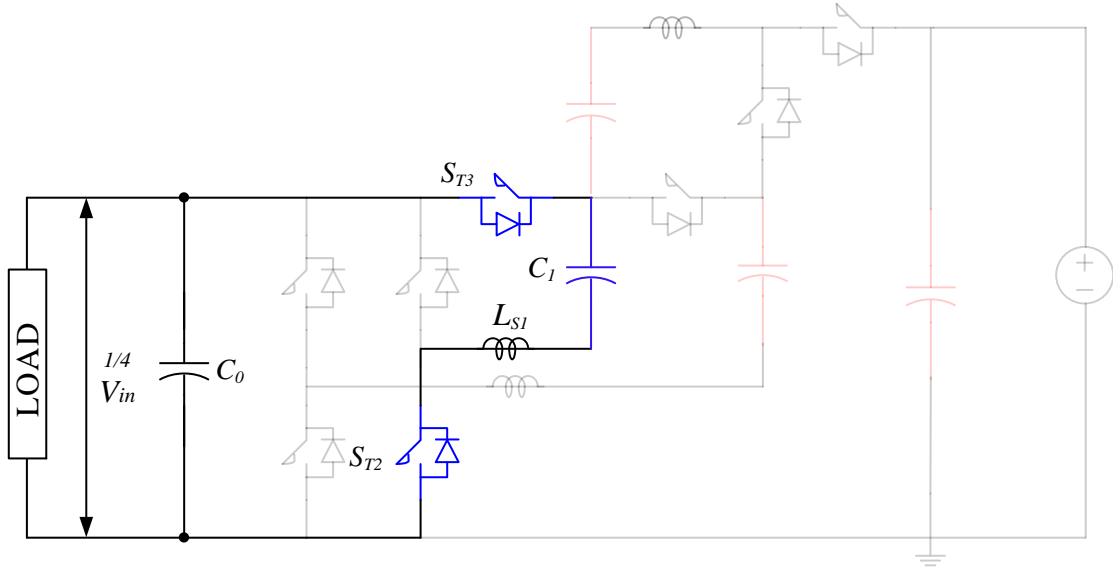 S_T3
C_1
L_S1
LOAD
1/4
V_in
C_0
S_T2
+
−